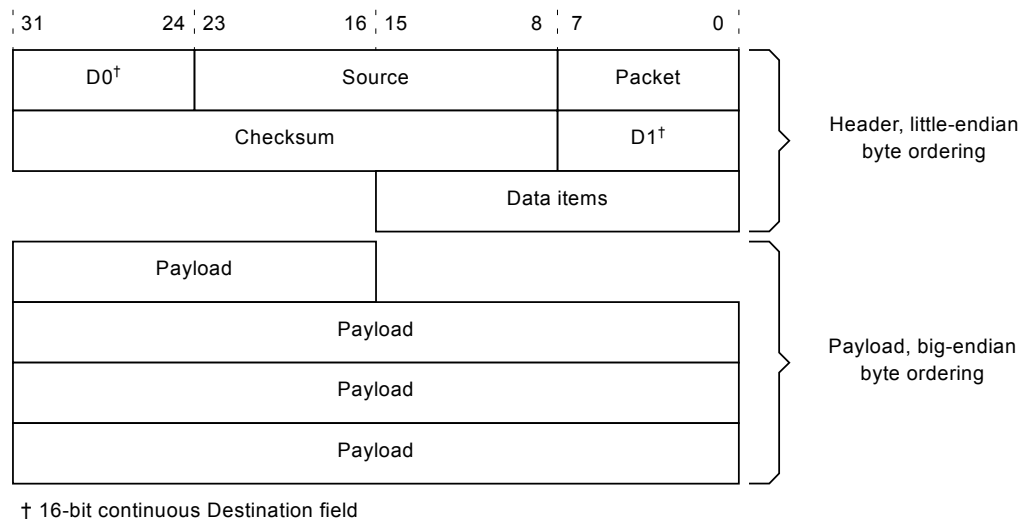 31 24 23 16 15 8 7 0
D0† Source Packet
Checksum D1†
Data items
Header, little-endian
byte ordering
Payload
Payload
Payload
Payload
Payload, big-endian
byte ordering
† 16-bit continuous Destination field